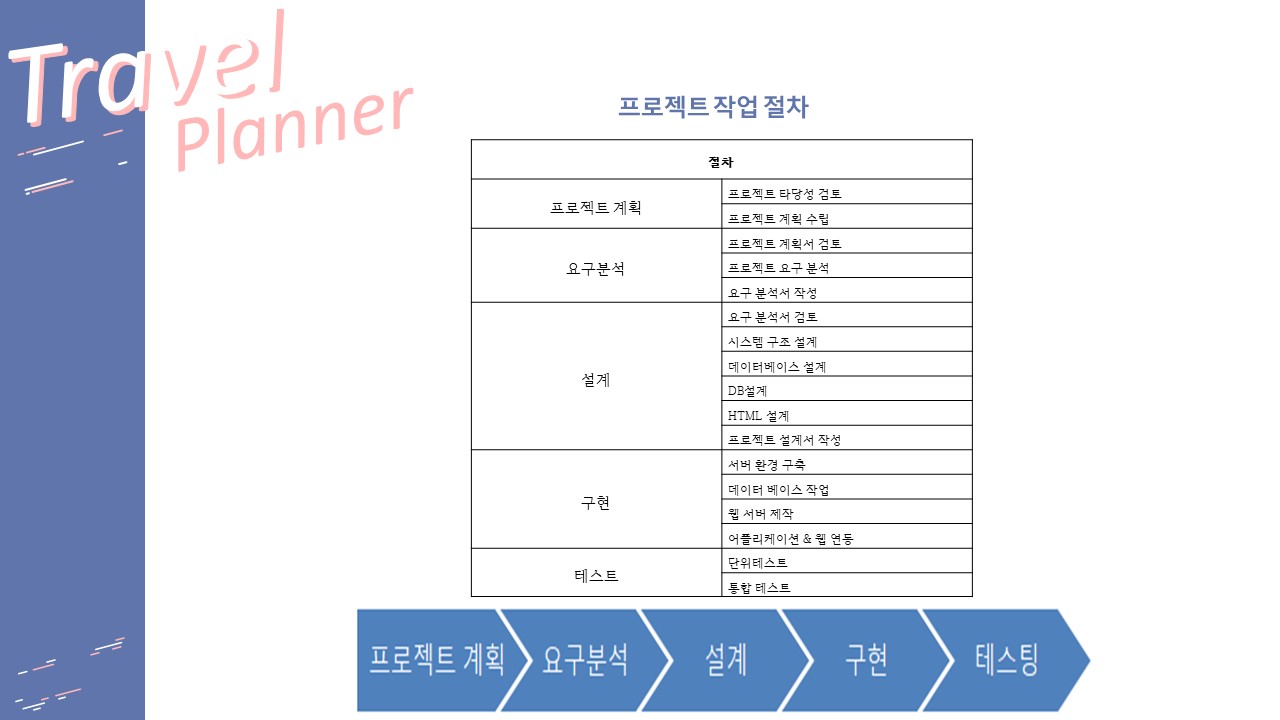 Travel
Planner
프로젝트 작업 절차
절차
프로젝트 계획
프로젝트 타당성 검토
프로젝트 계획 수립
요구분석
프로젝트 계획서 검토
프로젝트 요구 분석
요구 분석서 작성
설계
요구 분석서 검토
시스템 구조 설계
데이터베이스 설계
DB설계
HTML 설계
프로젝트 설계서 작성
구현
서버 환경 구축
데이터 베이스 작업
웹 서버 제작
어플리케이션 & 웹 연동
테스트
단위테스트
통합 테스트
프로젝트 계획
요구분석
설계
구현
테스팅